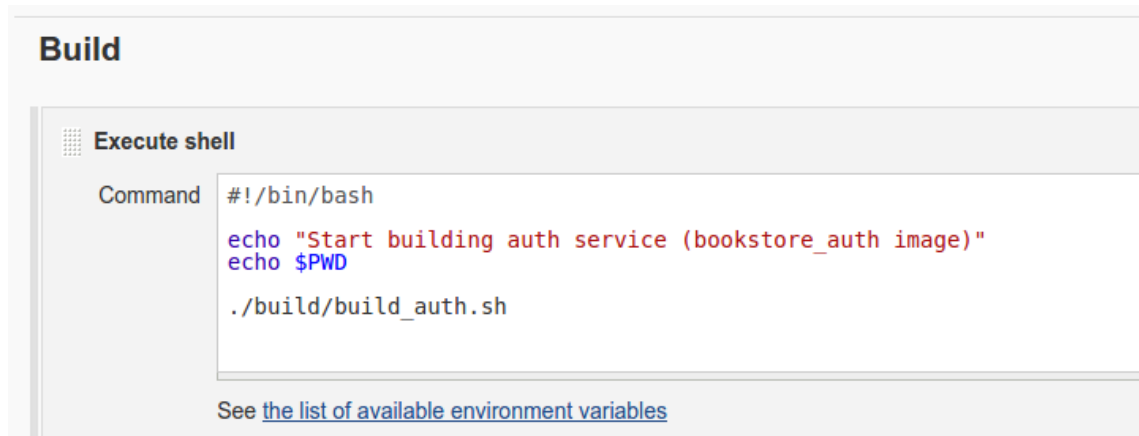 Build
Execute shell
Command
#!/bin/bash
echo "Start building auth service (bookstore_auth image)"
echo $PWD
./build/build_auth.sh
See the list of available environment variables